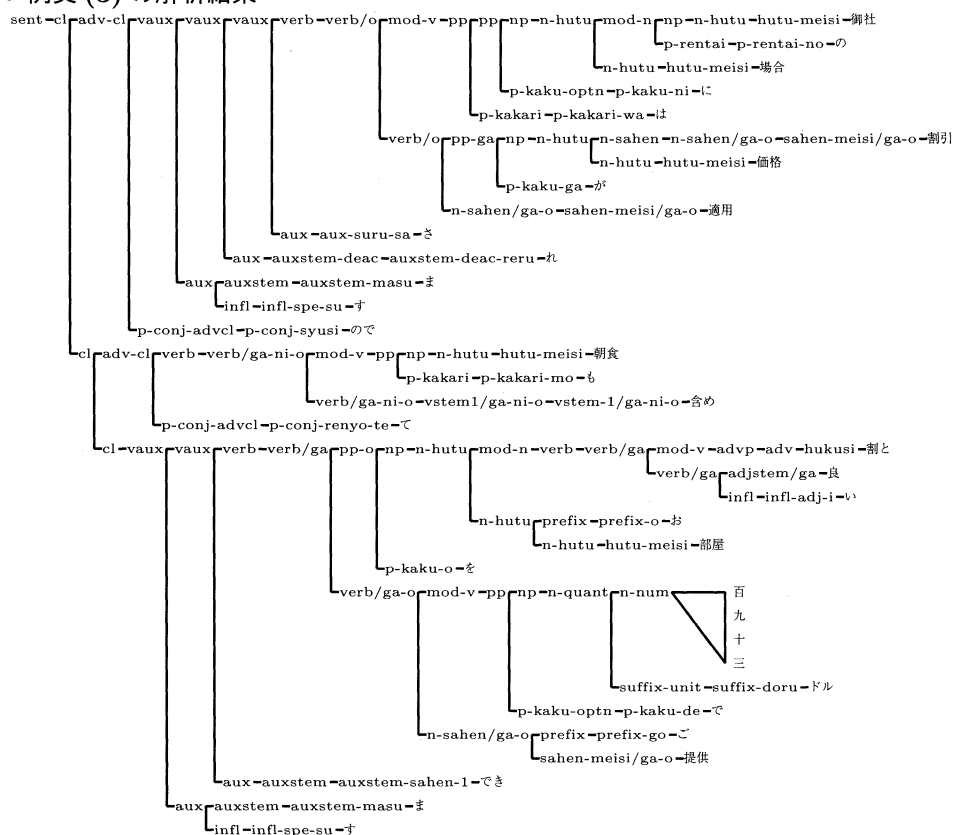 sent cl adv-cl vaux vaux vaux verb verb/o mod-v pp pp np n-hutu mod-n np n-hutu hutu-meisi 御社
p-rentai p-rentai-no の
n-hutu hutu-meisi 場合
p-kaku-optn p-kaku-ni に
p-kakari p-kakari-wa は
verb/o pp-ga np n-hutu n-sahen n-sahen/ga-o sahen-meisi/ga-o 割引
n-hutu hutu-meisi 価格
p-kaku-ga が
n-sahen/ga-o sahen-meisi/ga-o 適用
aux aux-suru-sa さ
aux auxstem-deac auxstem-deac-reru れ
aux auxstem auxstem-masu ま
infl infl-spe-su す
p-conj-advcl p-conj-syusi ので
cl adv-cl verb verb/ga-ni-o mod-v pp np n-hutu hutu-meisi 朝食
p-kakari p-kakari-mo も
verb/ga-ni-o vstem1/ga-ni-o vstem-1/ga-ni-o 含め
p-conj-advcl p-conj-renyo-te て
cl vaux vaux verb verb/ga pp-o np n-hutu mod-n verb verb/ga mod-v advp adv hukusi 割と
verb/ga adjstem/ga 良
infl infl-adj-i い
n-hutu prefix prefix-o お
n-hutu hutu-meisi 部屋
p-kaku-o を
verb/ga-o mod-v pp np n-quant n-num 百
九
十
三
suffix-unit suffix-doru ドル
p-kaku-optn p-kaku-de で
n-sahen/ga-o prefix prefix-go ご
sahen-meisi/ga-o 提供
aux auxstem auxstem-sahen-1 でき
aux auxstem auxstem-masu ま
infl infl-spe-su す